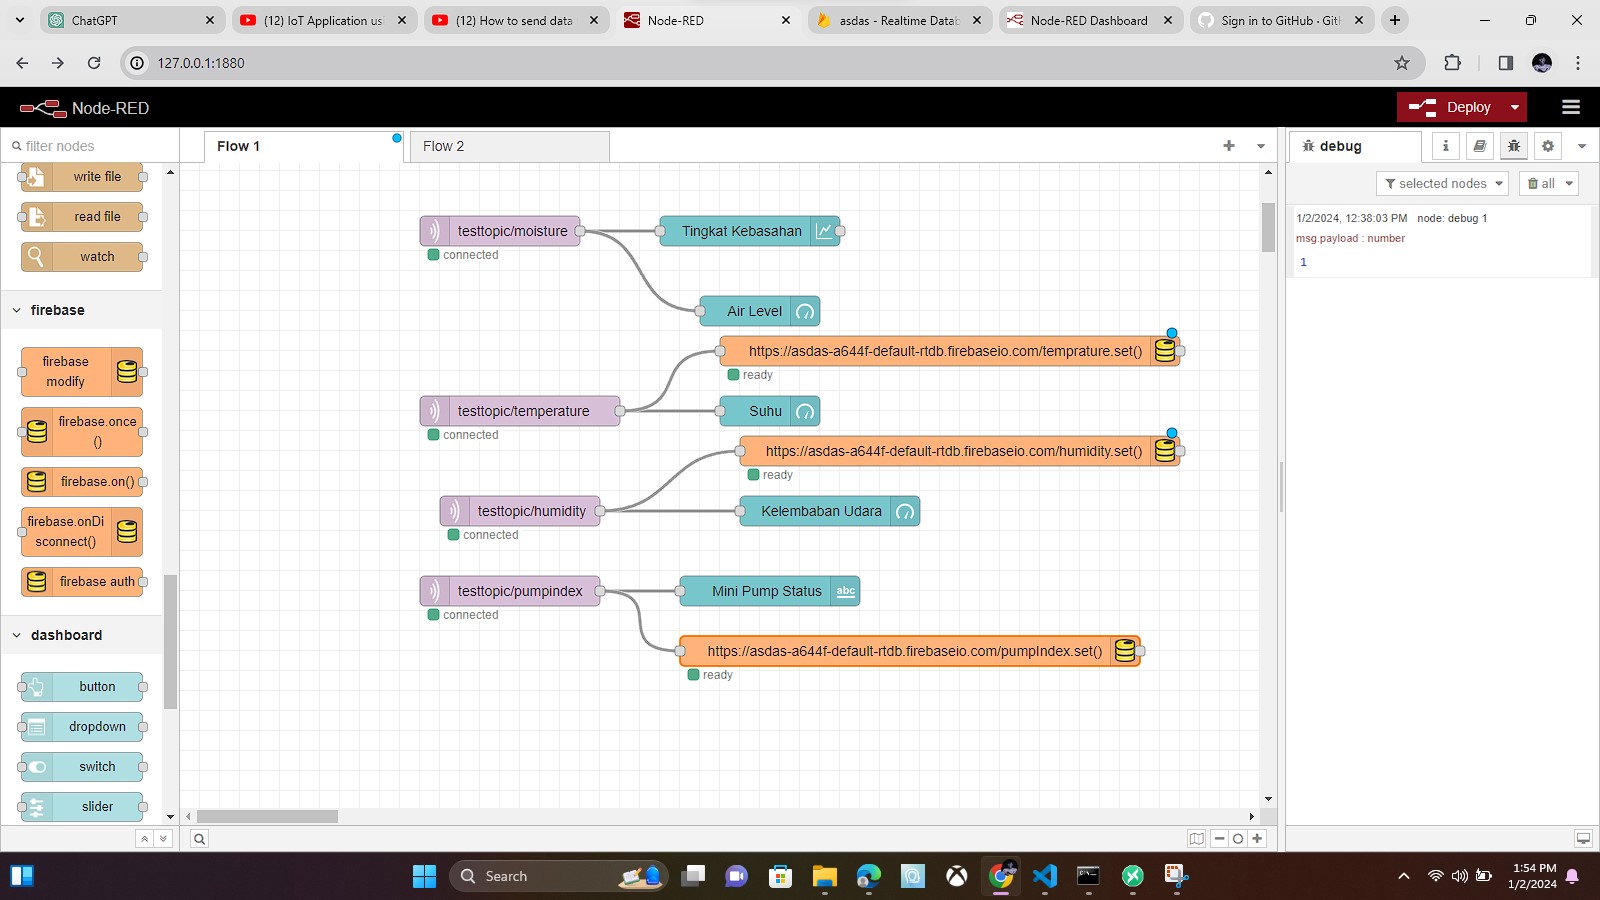 ChatGPT
(12) IoT Application usi
(12) How to send data
Node-RED
asdas - Realtime Datab
Node-RED Dashboard
Sign in to GitHub · Git
127.0.0.1:1880
Node-RED
Deploy
filter nodes
Flow 1
Flow 2
debug
write file
read file
watch
firebase
firebase
modify
firebase.once
()
firebase.on()
firebase.onDi
sconnect()
firebase auth
dashboard
button
dropdown
switch
slider
testtopic/moisture
connected
Tingkat Kebasahan
Air Level
https://asdas-a644f-default-rtdb.firebaseio.com/temprature.set()
ready
testtopic/temperature
connected
Suhu
https://asdas-a644f-default-rtdb.firebaseio.com/humidity.set()
ready
testtopic/humidity
connected
Kelembaban Udara
testtopic/pumpindex
connected
Mini Pump Status
abc
https://asdas-a644f-default-rtdb.firebaseio.com/pumpIndex.set()
ready
selected nodes
all
1/2/2024, 12:38:03 PM node: debug 1
msg.payload : number
1
Search
1:54 PM
1/2/2024